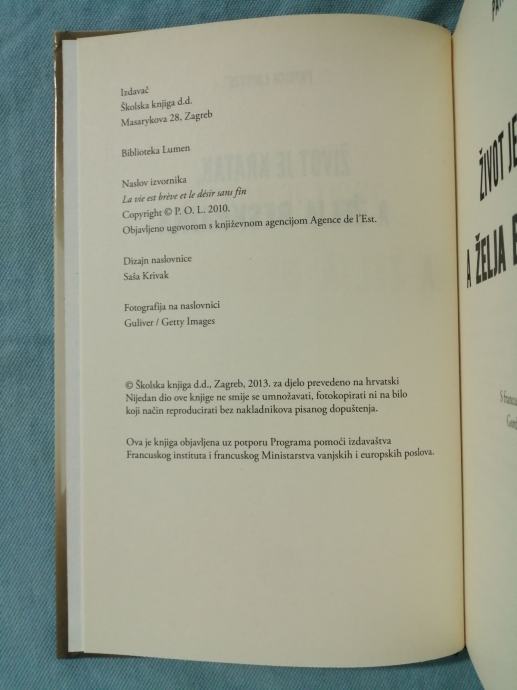 Izdavač
Školska knjiga d.d.
Masarykova 28, Zagreb
Biblioteka Lumen
Naslov izvornika
La vie est brève et le désir sans fin
Copyright © P. O. L. 2010.
Objavljeno ugovorom s književnom agencijom Agence de l'Est.
Dizajn naslovnice
Saša Krivak
Fotografija na naslovnici
Guliver / Getty Images
© Školska knjiga d.d., Zagreb, 2013. za djelo prevedeno na hrvatski
Nijedan dio ove knjige ne smije se umnožavati, fotokopirati ni na bilo
koji način reproducirati bez nakladnikova pisanog dopuštenja.
Ova je knjiga objavljena uz potporu Programa pomoći izdavaštva
Francuskog instituta i francuskog Ministarstva vanjskih i europskih poslova.
ŽIVOT JE
A ŽELJA